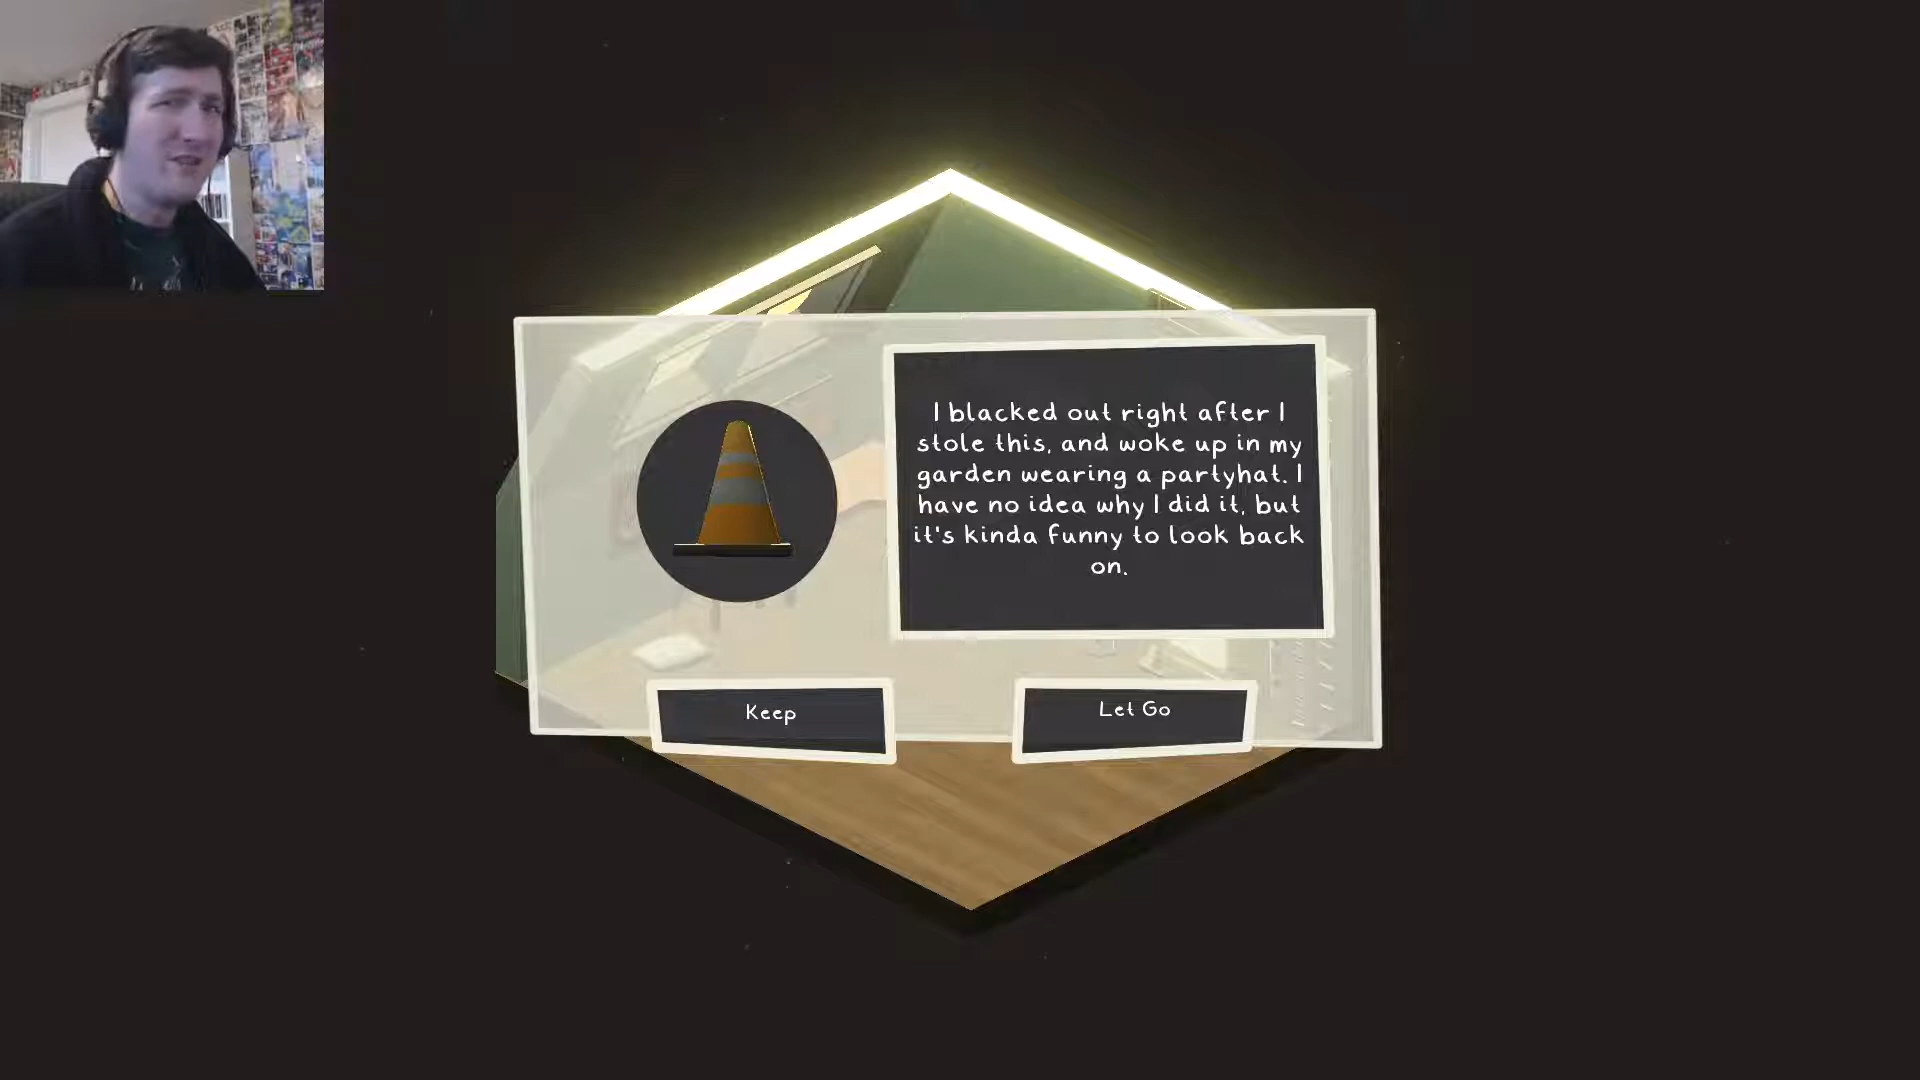 I blacked out right after I
stole this, and woke up in my
garden wearing a partyhat. I
have no idea why I did it, but
it's kinda funny to look back
on.
Keep
Let Go